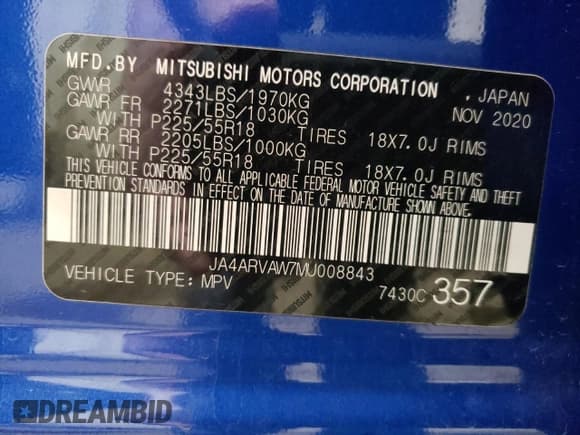 MFD.BY MITSUBISHI MOTORS CORPORATION , JAPAN
GVWR 4343LBS/1970KG NOV 2020
GAWR FR 2271LBS/1030KG
WITH P225/55R18 TIRES 18X7.0J RIMS
GAWR RR 2205LBS/1000KG
WITH P225/55R18 TIRES 18X7.0J RIMS
THIS VEHICLE CONFORMS TO ALL APPLICABLE FEDERAL MOTOR VEHICLE SAFETY AND THEFT
PREVENTION STANDARDS IN EFFECT ON THE DATE OF MANUFACTURE SHOWN ABOVE.
JA4ARVAW7MU008843
VEHICLE TYPE: MPV 7430C 357
DREAMBID